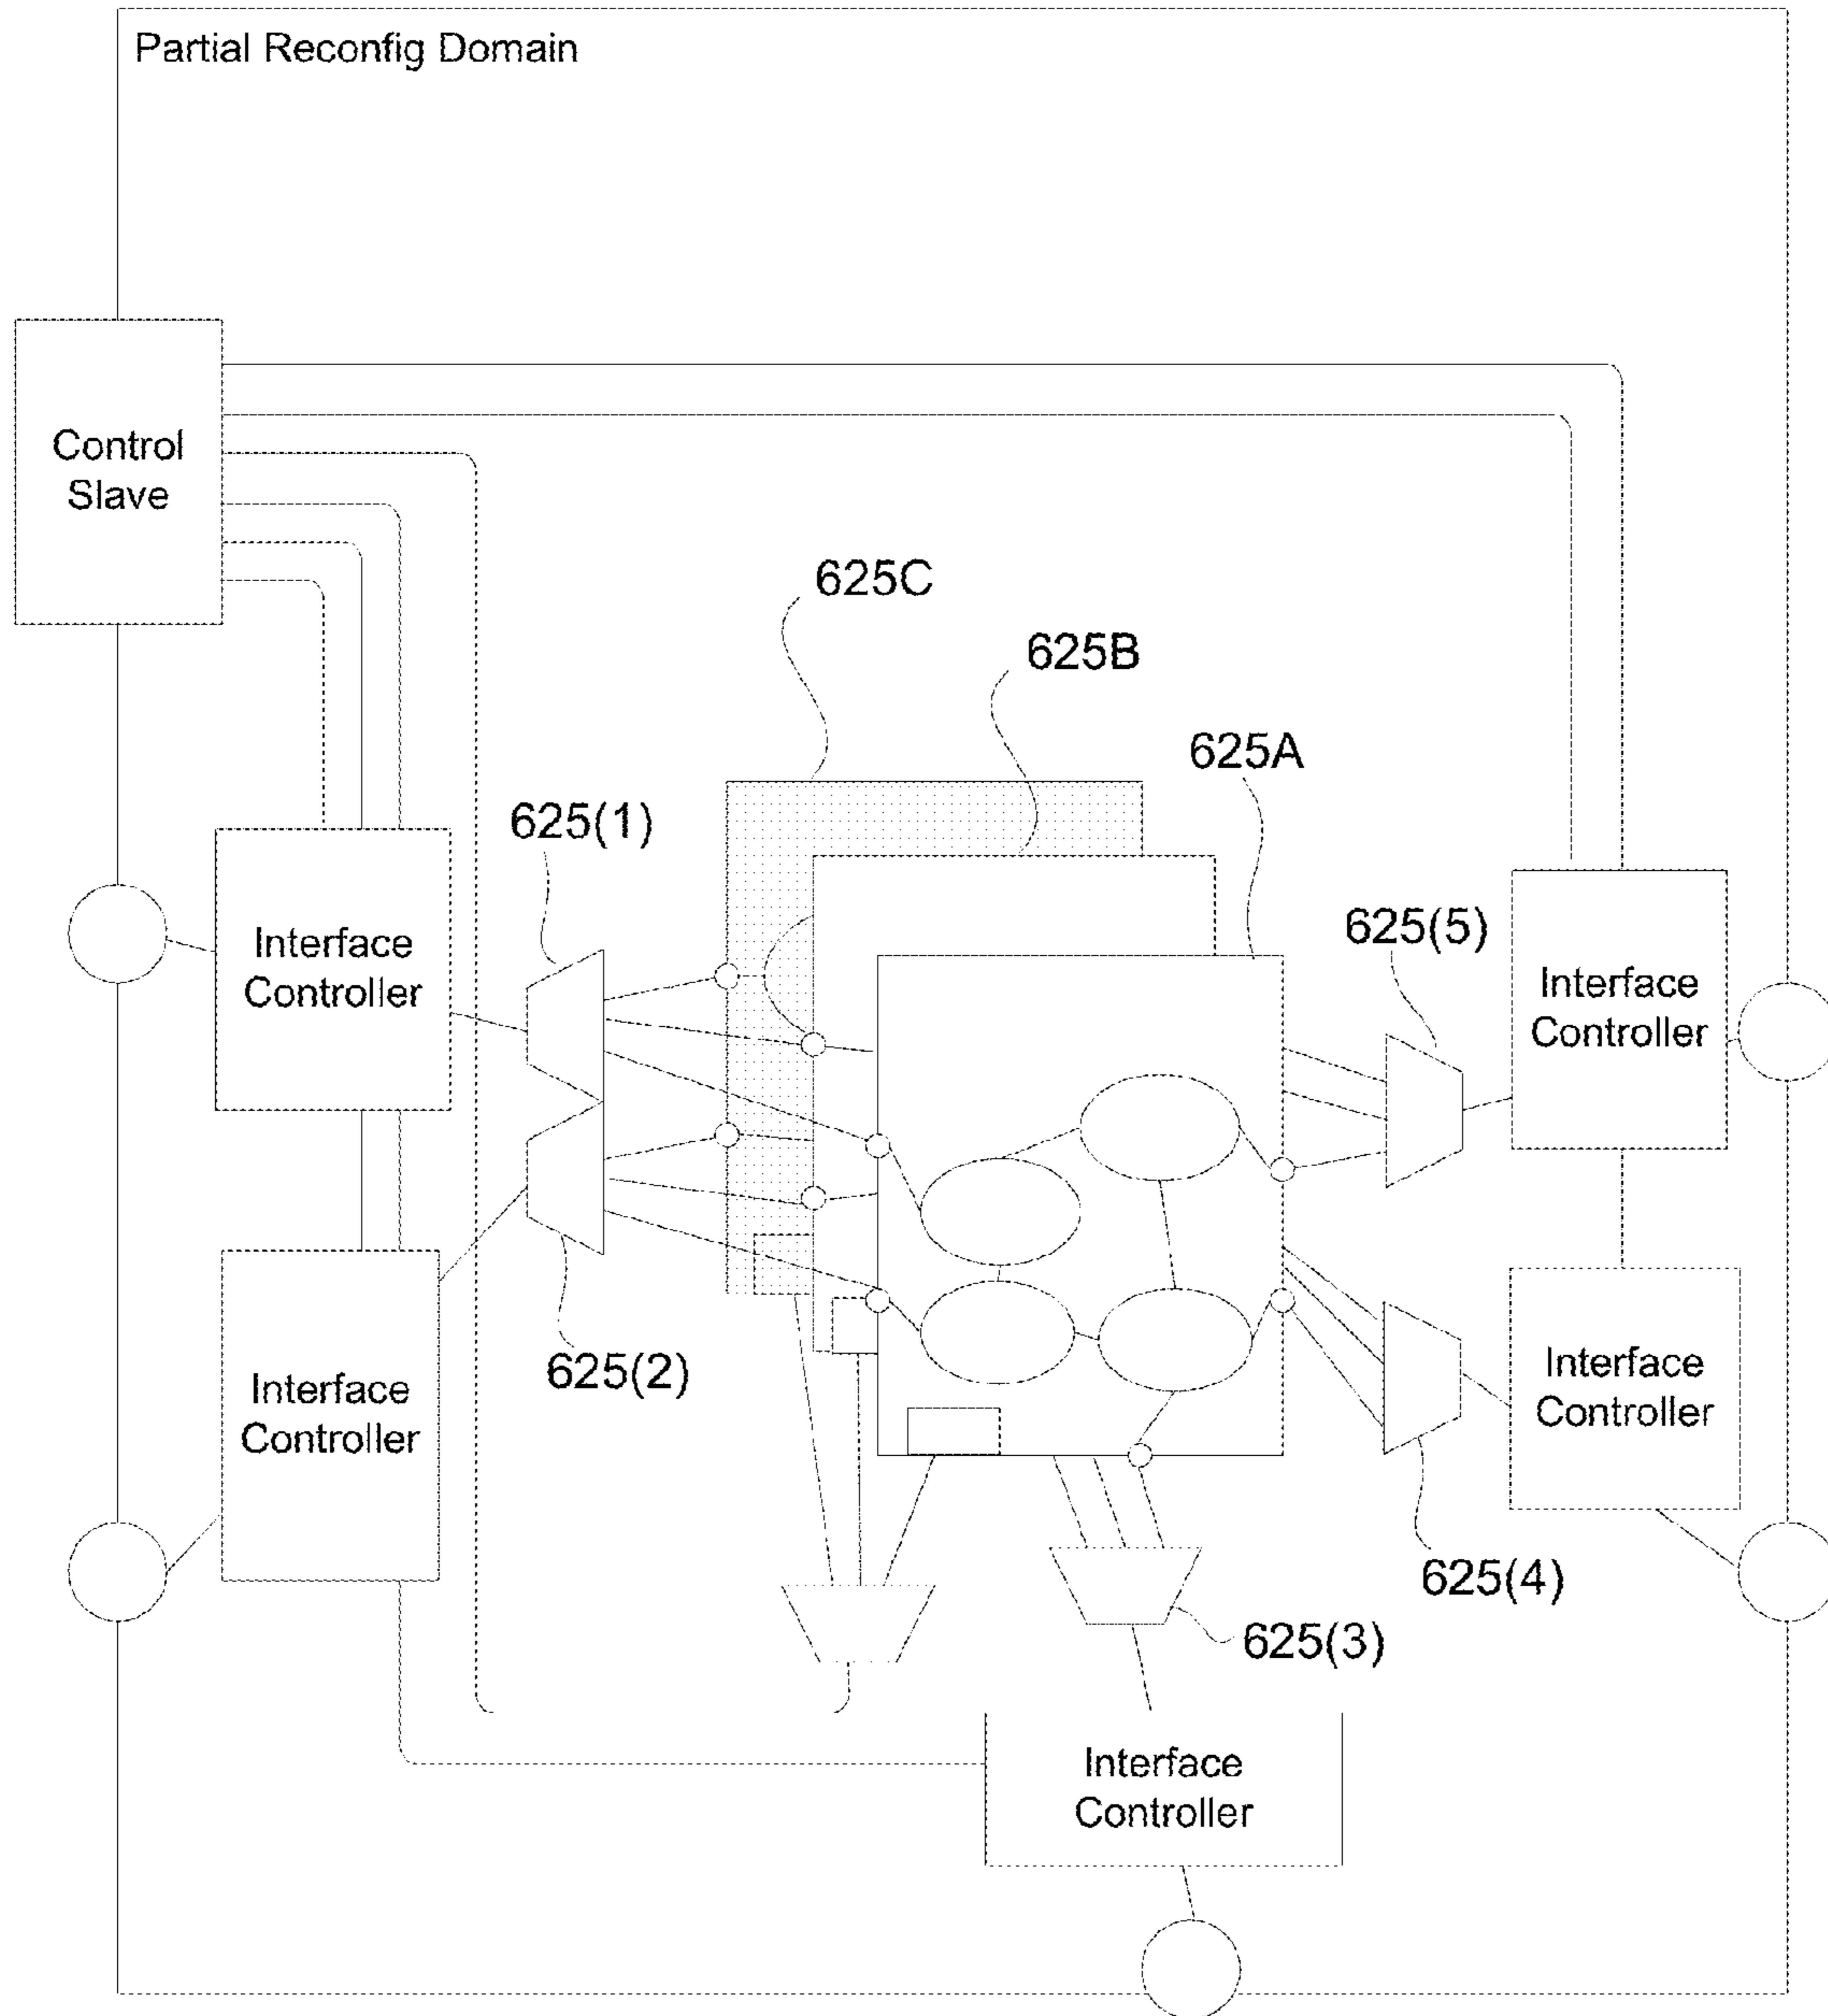 Partial Reconfig Domain
Control
Slave
625C
625B
625A
625(1)
625(5)
Interface
Controller
Interface
Controller
625(2)
Interface
Controller
Interface
Controller
625(4)
625(3)
Interface
Controller